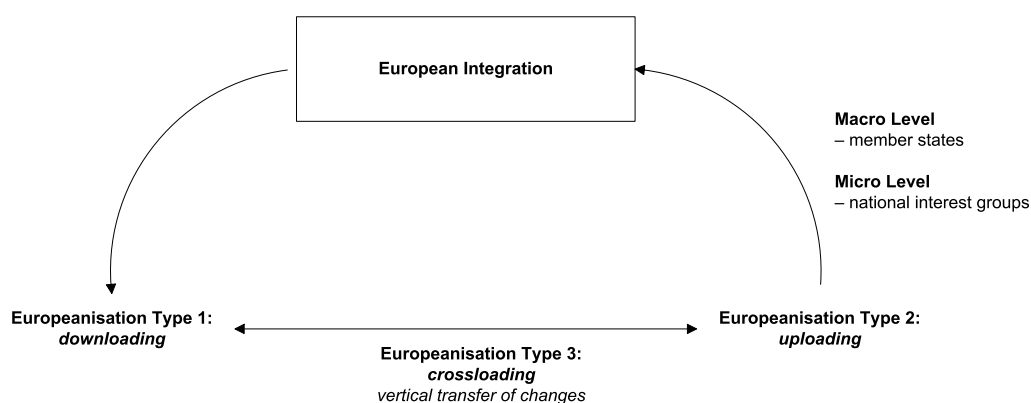 European Integration
Macro Level
– member states
Micro Level
– national interest groups
Europeanisation Type 1:
downloading
Europeanisation Type 2:
uploading
Europeanisation Type 3:
crossloading
vertical transfer of changes